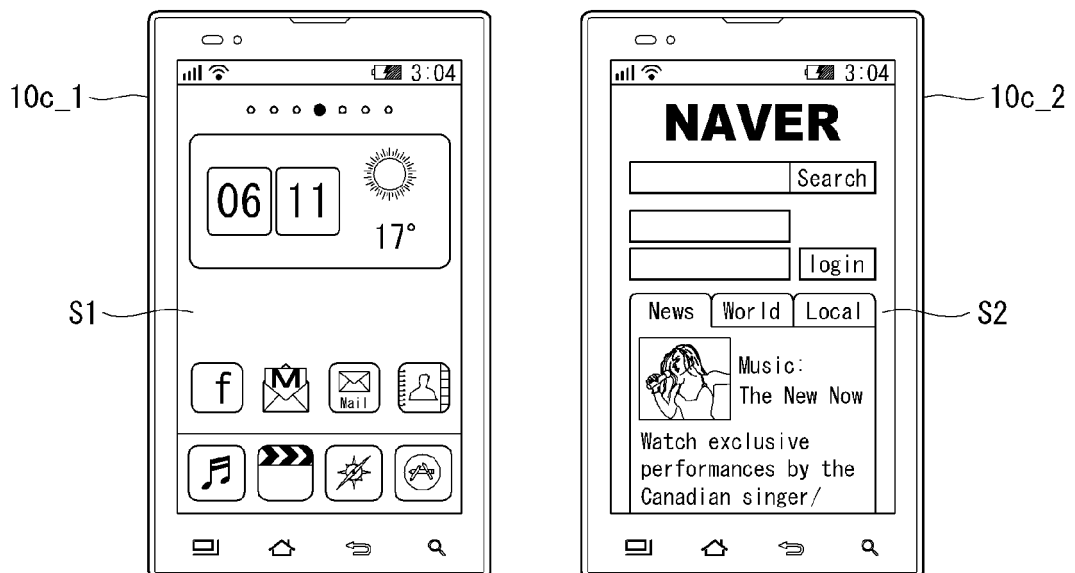 10c_1
3:04
06 11
17°
S1
f
M
Mail
10c_2
3:04
NAVER
Search
login
News World Local
S2
Music:
The New Now
Watch exclusive
performances by the
Canadian singer/